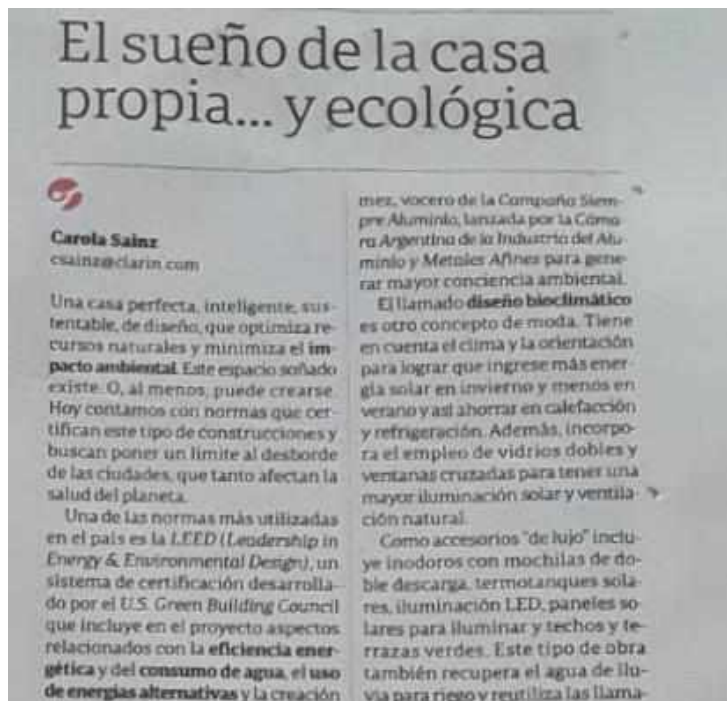 El sueño de la casa
propia... y ecológica
Carola Sainz
csainz@clarin.com
Una casa perfecta, inteligente, sus-
tentable, de diseño, que optimiza re-
cursos naturales y minimiza el im-
pacto ambiental. Este espacio soñado
existe. O, al menos, puede crearse.
Hoy contamos con normas que cer-
tifican este tipo de construcciones y
buscan poner un límite al desborde
de las ciudades, que tanto afectan la
salud del planeta.
Una de las normas más utilizadas
en el país es la LEED (Leadership in
Energy & Environmental Design), un
sistema de certificación desarrolla-
do por el U.S. Green Building Council
que incluye en el proyecto aspectos
relacionados con la eficiencia ener-
gética y del consumo de agua, el uso
de energías alternativas y la creación
mez, vocero de la Campaña Siem-
pre Aluminio, lanzada por la Cáma-
ra Argentina de la Industria del Alu-
minio y Metales Afines para gene-
rar mayor conciencia ambiental.
El llamado diseño bioclimático
es otro concepto de moda. Tiene
en cuenta el clima y la orientación
para lograr que ingrese más ener-
gía solar en invierno y menos en
verano y así ahorrar en calefacción
y refrigeración. Además, incorpo-
ra el empleo de vidrios dobles y
ventanas cruzadas para tener una
mayor iluminación solar y ventila-
ción natural.
Como accesorios "de lujo" inclu-
ye inodoros con mochilas de do-
ble descarga, termotanques sola-
res, iluminación LED, paneles so-
lares para iluminar y techos y te-
rrazas verdes. Este tipo de obra
también recupera el agua de llu-
via para riego y reutiliza las llama-